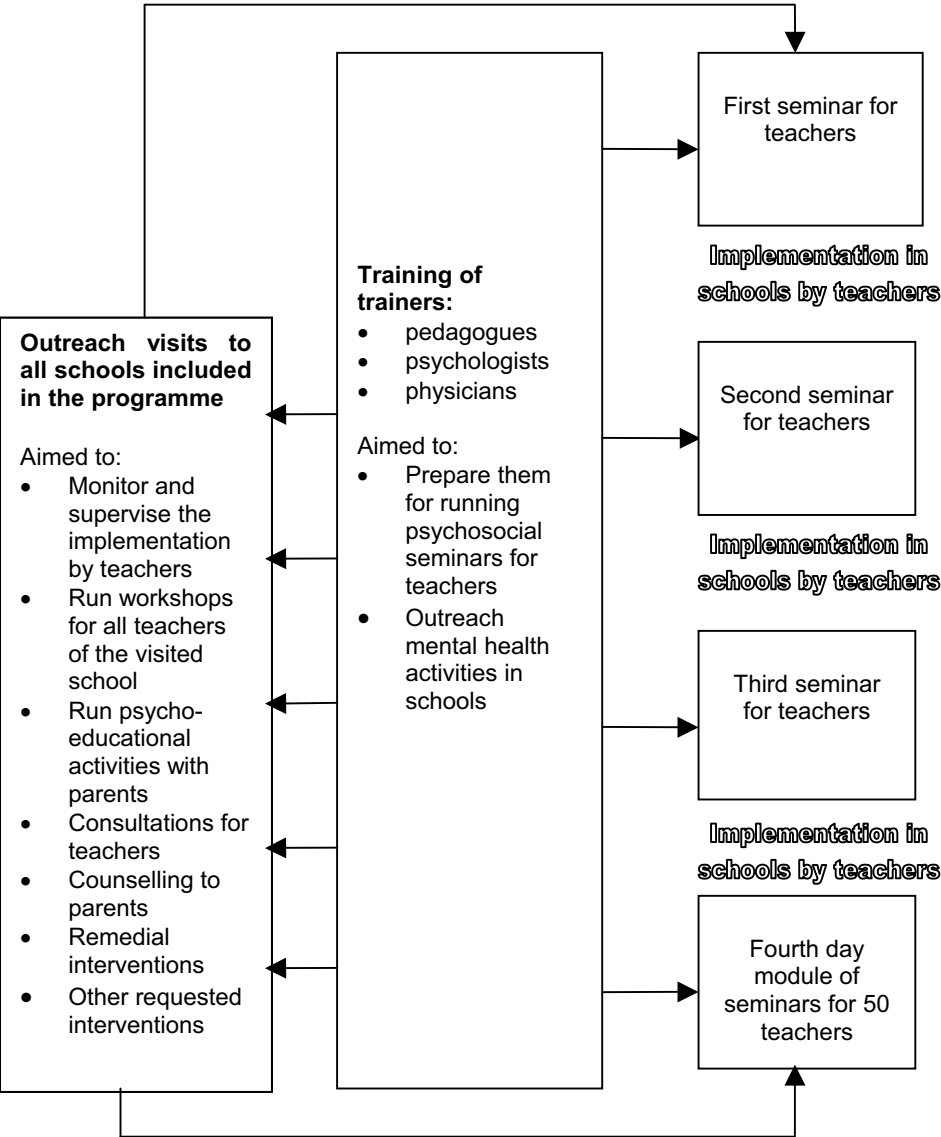 Outreach visits to
all schools included
in the programme
Aimed to:
• Monitor and
supervise the
implementation
by teachers
• Run workshops
for all teachers
of the visited
school
• Run psycho-
educational
activities with
parents
• Consultations for
teachers
• Counselling to
parents
• Remedial
interventions
• Other requested
interventions
Training of
trainers:
• pedagogues
• psychologists
• physicians
Aimed to:
• Prepare them
for running
psychosocial
seminars for
teachers
• Outreach
mental health
activities in
schools
First seminar for
teachers
Implementation in
schools by teachers
Second seminar
for teachers
Implementation in
schools by teachers
Third seminar
for teachers
Implementation in
schools by teachers
Fourth day
module of
seminars for 50
teachers